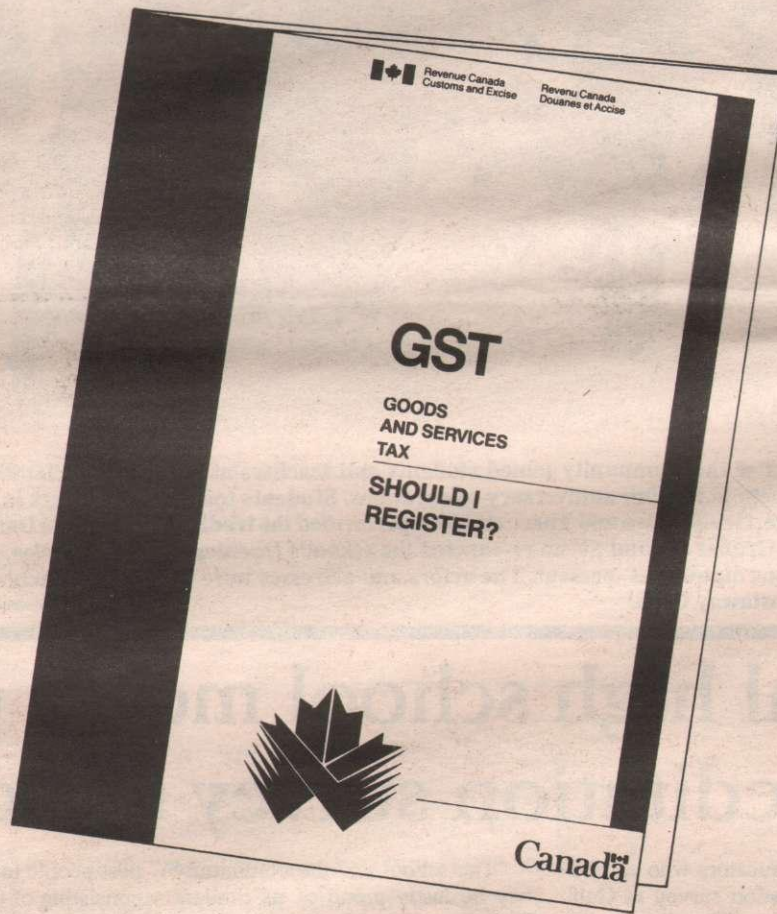 Revenue Canada
Customs and Excise
Revenu Canada
Douanes et Accise
GST
GOODS
AND SERVICES
TAX
SHOULD I
REGISTER?
Canada